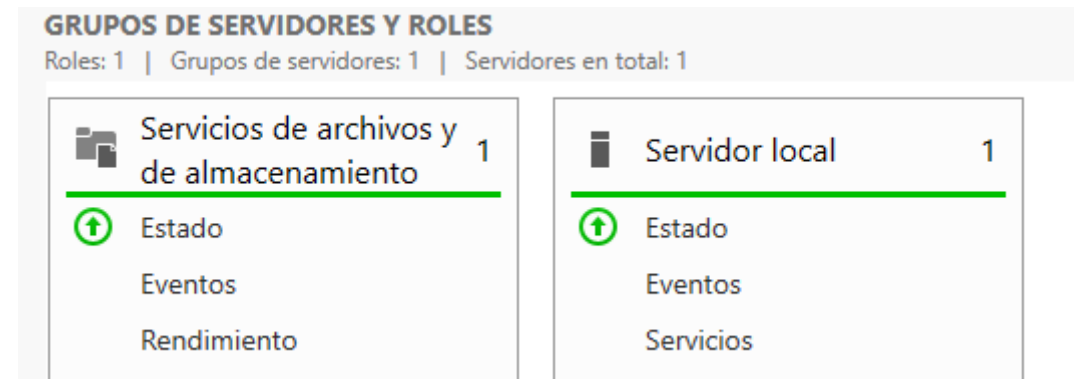 GRUPOS DE SERVIDORES Y ROLES
Roles: 1 | Grupos de servidores: 1 | Servidores en total: 1
Servicios de archivos y
de almacenamiento
1
Estado
Eventos
Rendimiento
Servidor local
1
Estado
Eventos
Servicios